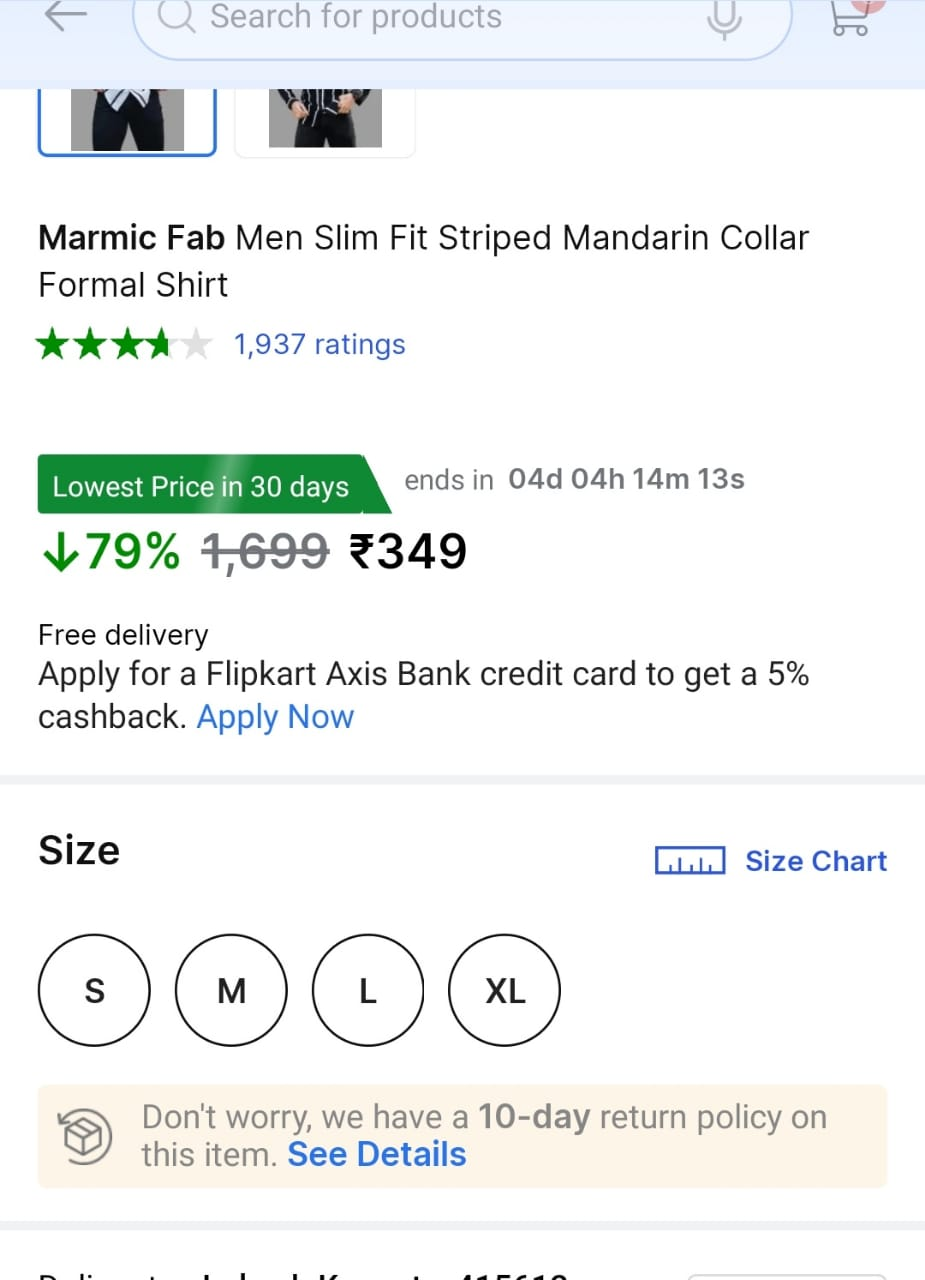 Search for products
Marmic Fab Men Slim Fit Striped Mandarin Collar
Formal Shirt
1,937 ratings
Lowest Price in 30 days
ends in 04d 04h 14m 13s
↓79% 1,699 ₹349
Free delivery
Apply for a Flipkart Axis Bank credit card to get a 5%
cashback. Apply Now
Size
Size Chart
S M L XL
Don't worry, we have a 10-day return policy on
this item. See Details